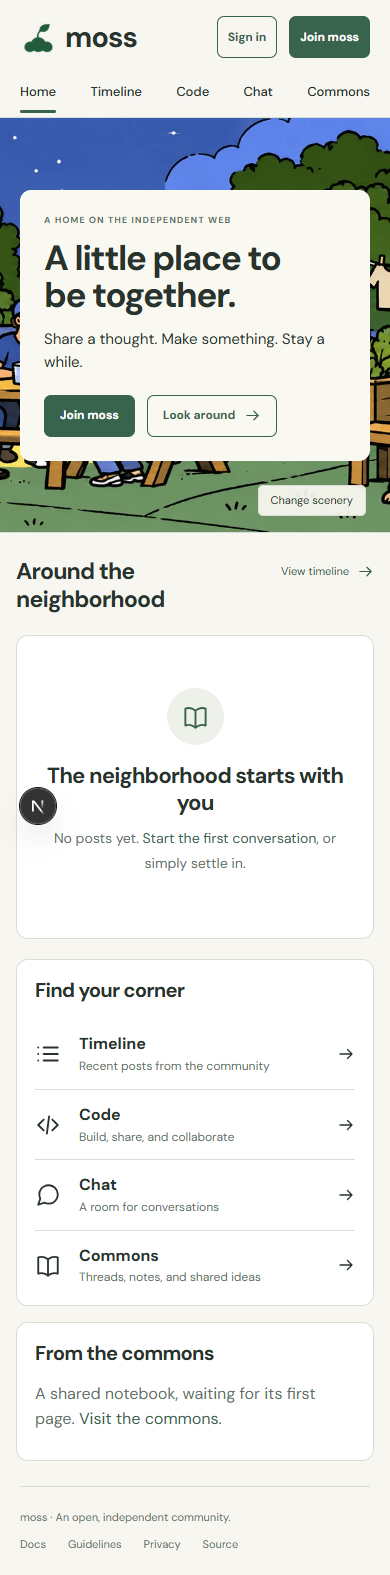 moss
Sign in
Join moss
Home
Timeline
Code
Chat
Commons
A HOME ON THE INDEPENDENT WEB
A little place to
be together.
Share a thought. Make something. Stay a
while.
Join moss
Look around
Change scenery
Around the
neighborhood
View timeline
The neighborhood starts with
you
N
No posts yet. Start the first conversation, or
simply settle in.
Find your corner
Timeline
Recent posts from the community
Code
Build, share, and collaborate
Chat
A room for conversations
Commons
Threads, notes, and shared ideas
From the commons
A shared notebook, waiting for its first
page. Visit the commons.
moss · An open, independent community.
Docs
Guidelines
Privacy
Source